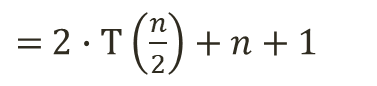 = 2 · T(n/2) + n + 1